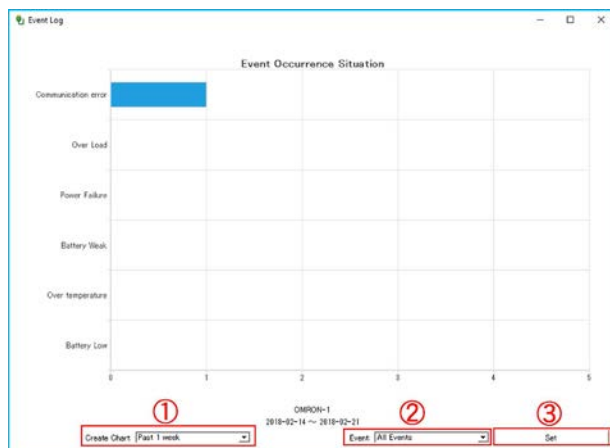 Event Log
Event Occurrence Situation
Communication error
Over Load
Power Failure
Battery Weak
Over temperature
Battery Low
0 1 2 3 4 5
OMRON-1
2018-02-14 ～ 2018-02-21
① ② ③
Create Chart Past 1 week Event All Events Set